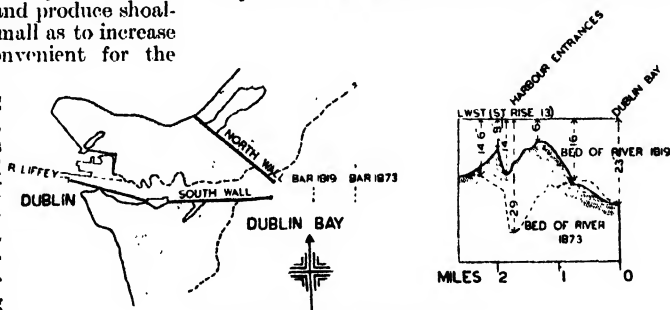 and produce shoal-
mall as to increase
nvenient for the
R LIFFEY
DUBLIN
NORTH WALL
SOUTH WALL
BAR 1819
BAR 1873
DUBLIN BAY
HARBOUR ENTRANCES
DUBLIN BAY
LWST (ST RISE 13)
14·6
9
14
29
6
16
23
BED OF RIVER 1819
BED OF RIVER
1873
MILES 2 1 0